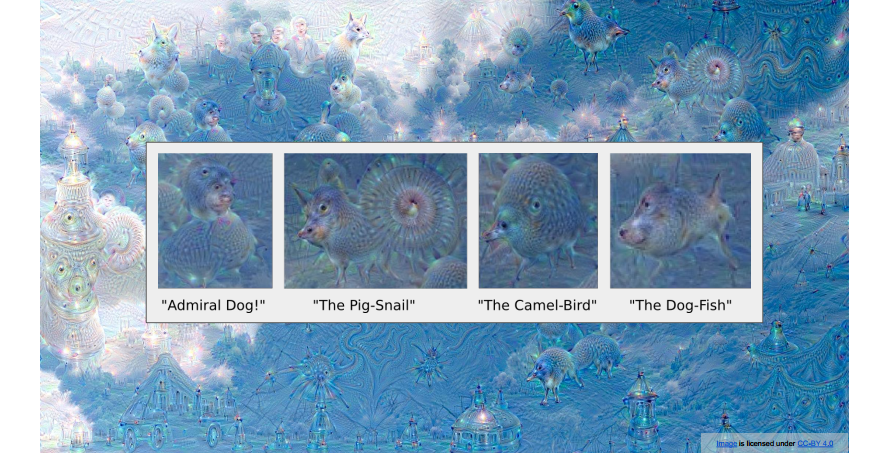 "Admiral Dog!"
"The Pig-Snail"
"The Camel-Bird"
"The Dog-Fish"
Image is licensed under CC-BY 4.0